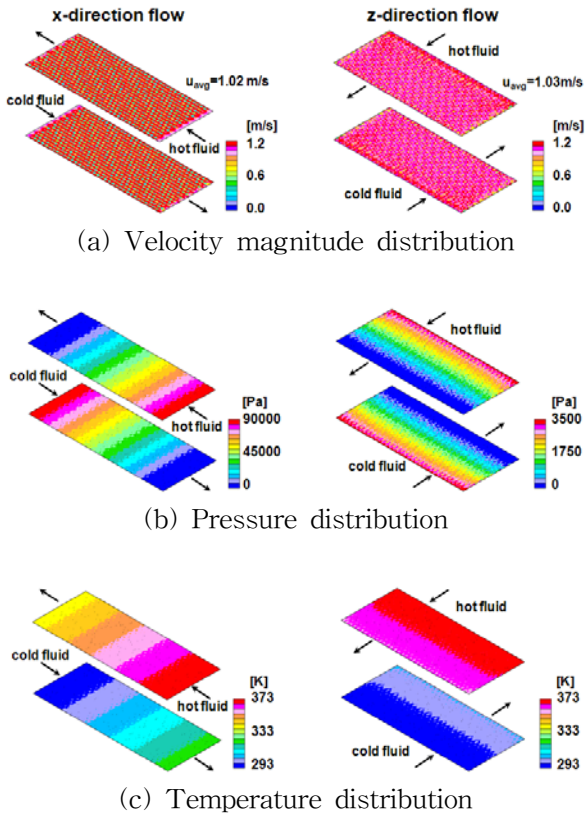 x-direction flow
z-direction flow
hot fluid
u_avg=1.02 m/s
u_avg=1.03m/s
cold fluid
[m/s]
1.2
0.6
0.0
hot fluid
[m/s]
1.2
0.6
0.0
cold fluid
(a) Velocity magnitude distribution
hot fluid
cold fluid
[Pa]
90000
45000
0
hot fluid
[Pa]
3500
1750
0
cold fluid
(b) Pressure distribution
hot fluid
cold fluid
[K]
373
333
293
hot fluid
[K]
373
333
293
cold fluid
(c) Temperature distribution